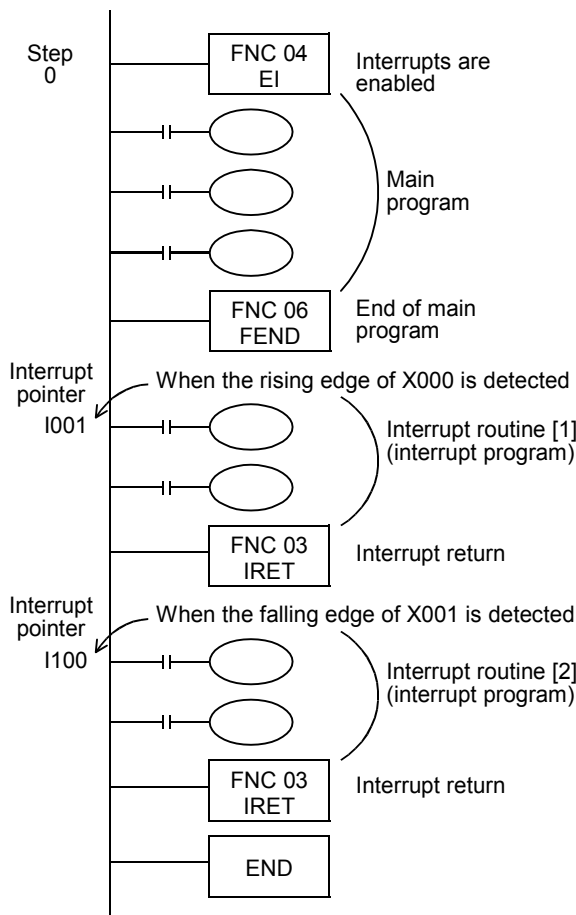 Step
0
FNC 04
EI
Interrupts are
enabled
Main
program
FNC 06
FEND
End of main
program
Interrupt
pointer
I001
When the rising edge of X000 is detected
Interrupt routine [1]
(interrupt program)
FNC 03
IRET
Interrupt return
Interrupt
pointer
I100
When the falling edge of X001 is detected
Interrupt routine [2]
(interrupt program)
FNC 03
IRET
Interrupt return
END